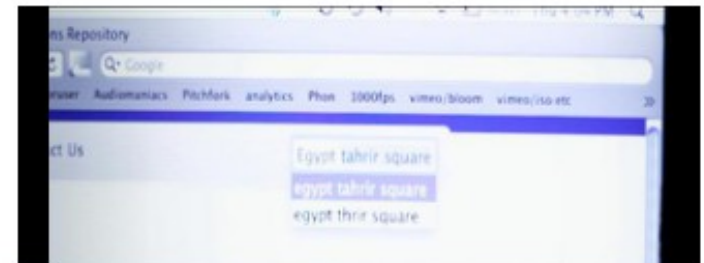 ns Repository
Q- Google
Audiomaniacs Pitchfork analytics Phon 1000fps vimeo/bloom vimeo/iso etc
ct Us
Egypt tahrir square
egypt tahrir square
egypt thrir square